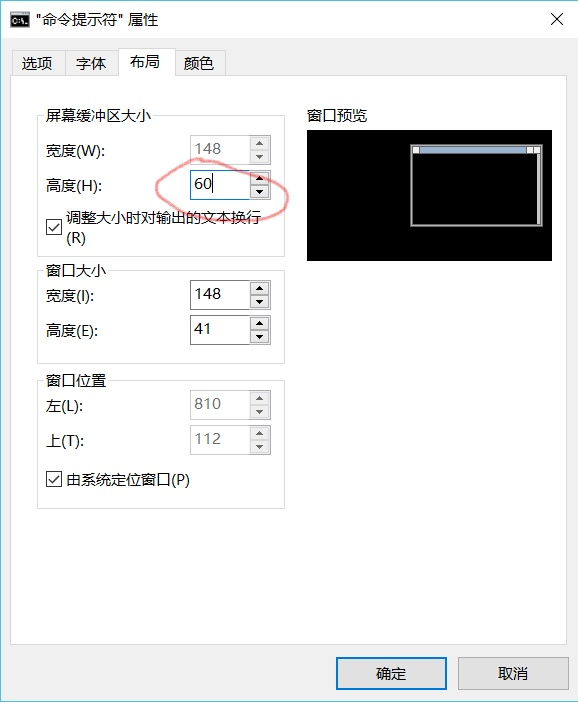 "命令提示符" 属性
选项 字体 布局 颜色
屏幕缓冲区大小
宽度(W): 148
高度(H): 60
调整大小时对输出的文本换行
(R)
窗口大小
宽度(I): 148
高度(E): 41
窗口位置
左(L): 810
上(T): 112
由系统定位窗口(P)
窗口预览
确定 取消